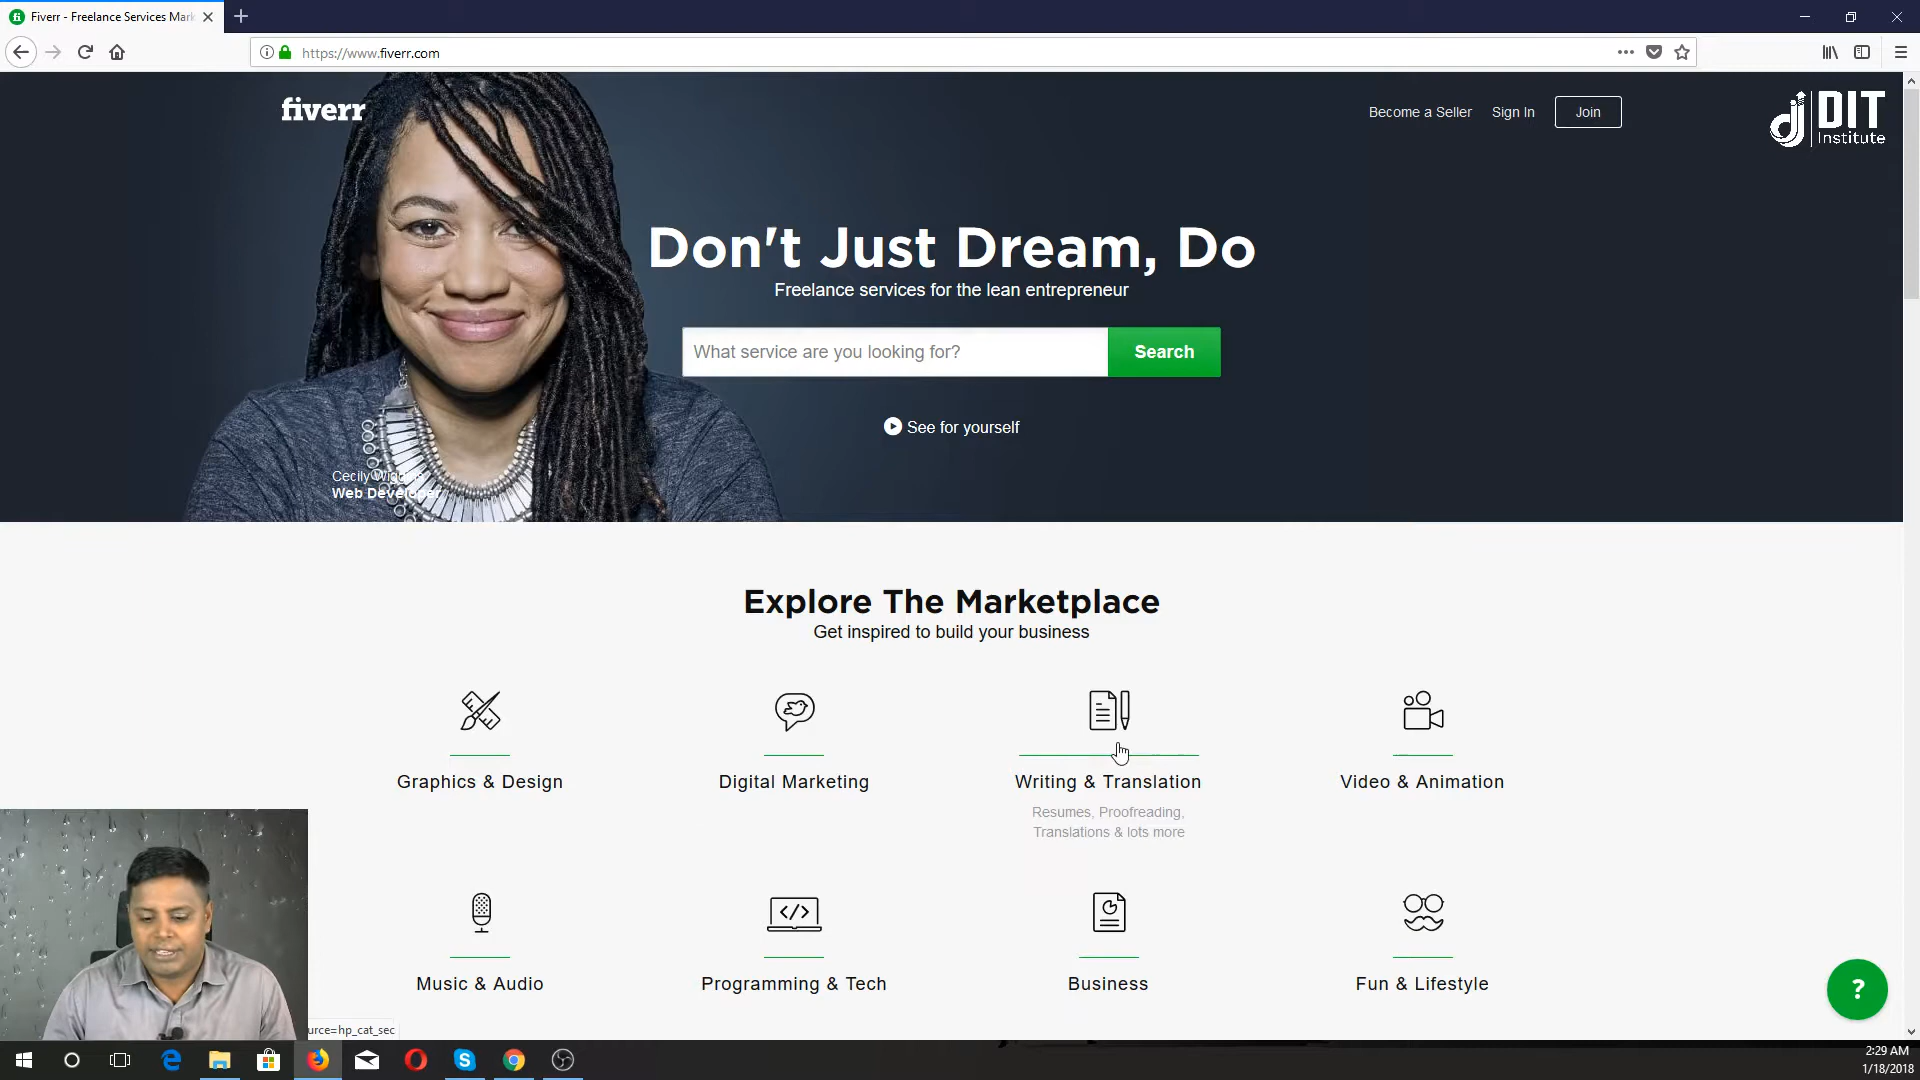 Fiverr - Freelance Services Mark
https://www.fiverr.com
fiverr
Become a Seller
Sign In
Join
DIT
Institute
Don't Just Dream, Do
Freelance services for the lean entrepreneur
What service are you looking for?
Search
See for yourself
Cecily
Web Developer
Explore The Marketplace
Get inspired to build your business
Graphics & Design
Digital Marketing
Writing & Translation
Video & Animation
Resumes, Proofreading,
Translations & lots more
Music & Audio
Programming & Tech
Business
Fun & Lifestyle
?
urce=hp_cat_sec
2:29 AM
1/18/2018